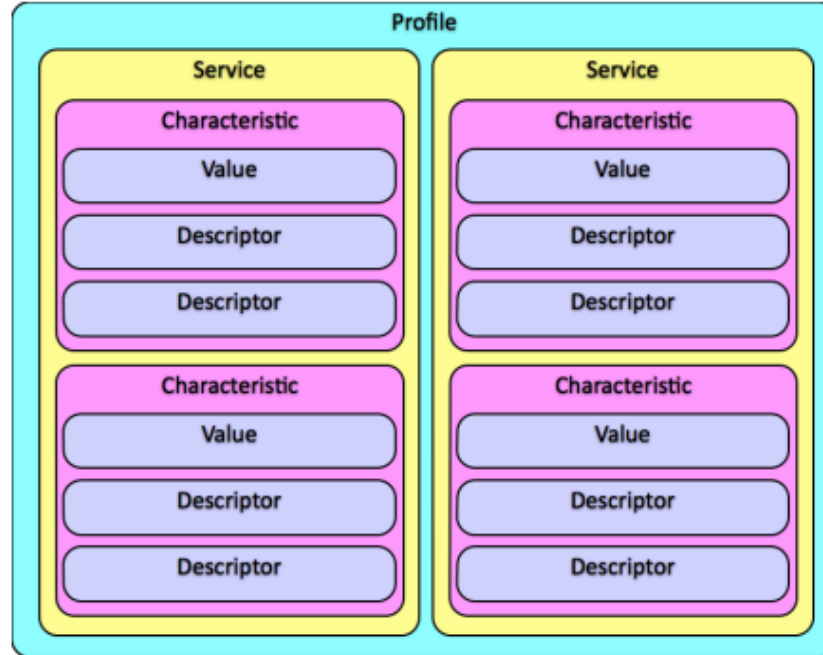 Profile
Service
Characteristic
Value
Descriptor
Descriptor
Characteristic
Value
Descriptor
Descriptor
Service
Characteristic
Value
Descriptor
Descriptor
Characteristic
Value
Descriptor
Descriptor